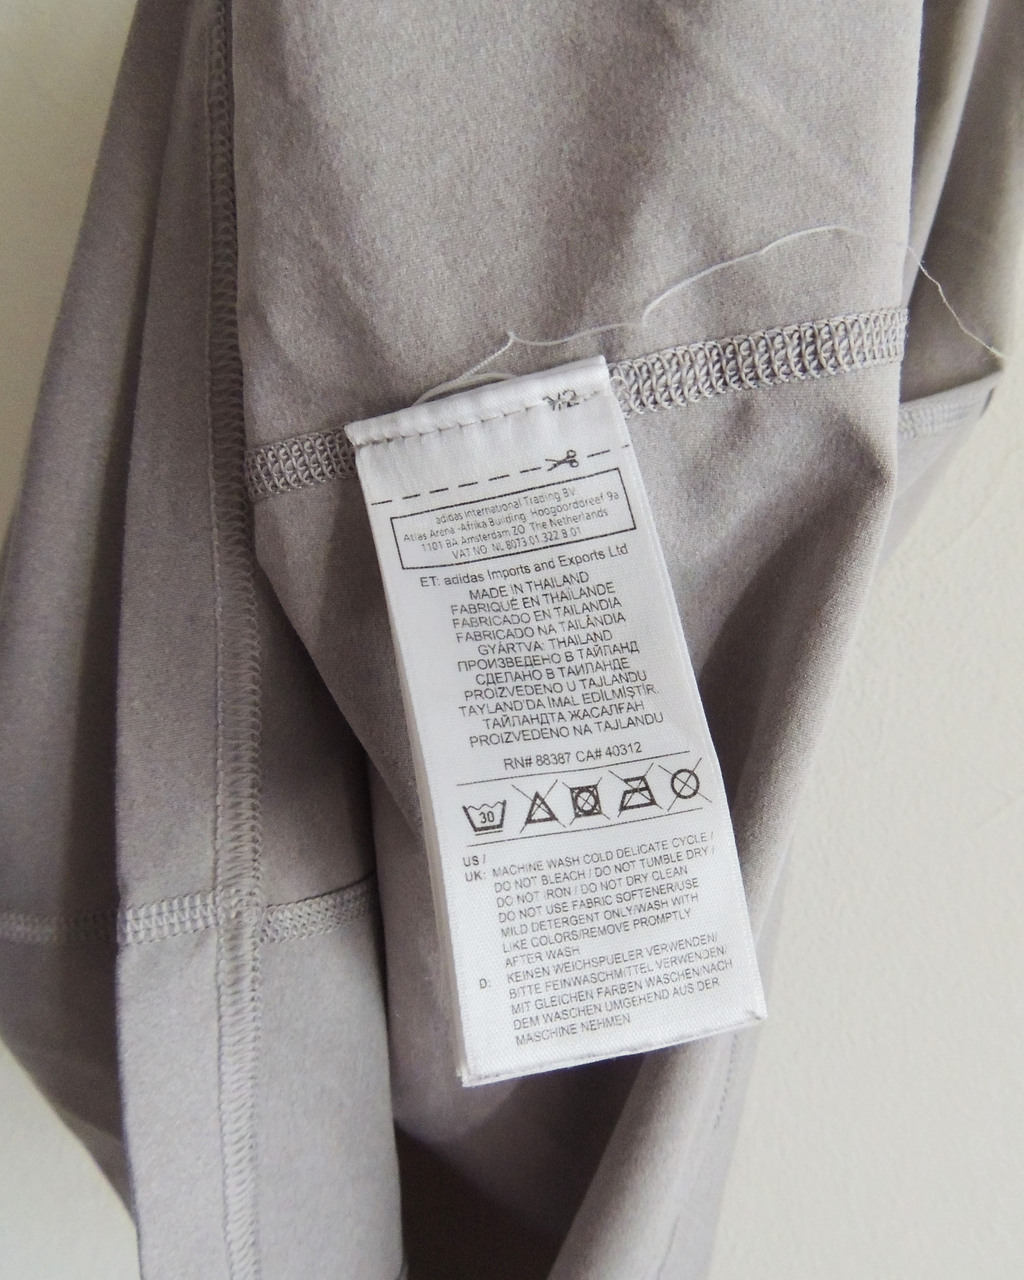 adidas International Trading BV
Atlas Arena -Afrika Building Hoogoorddreef 9a
1101 BA Amsterdam ZO The Netherlands
VAT NO. NL 8073.01.322.B.01
ET: adidas Imports and Exports Ltd
MADE IN THAILAND
FABRIQUÉ EN THAÏLANDE
FABRICADO EN TAILANDIA
FABRICADO NA TAILÂNDIA
GYÁRTVA: THAILAND
ПРОИЗВЕДЕНО В ТАЙЛАНД
СДЕЛАНО В ТАИЛАНДЕ
PROIZVEDENO U TAJLANDU
TAYLAND'DA İMAL EDİLMİŞTİR.
ТАЙЛАНДТА ЖАСАЛҒАН
PROIZVEDENO NA TAJLANDU
RN# 88387 CA# 40312
30
US /
UK: MACHINE WASH COLD DELICATE CYCLE /
DO NOT BLEACH / DO NOT TUMBLE DRY /
DO NOT IRON / DO NOT DRY CLEAN
DO NOT USE FABRIC SOFTENER/USE
MILD DETERGENT ONLY/WASH WITH
LIKE COLORS/REMOVE PROMPTLY
AFTER WASH
D: KEINEN WEICHSPUELER VERWENDEN/
BITTE FEINWASCHMITTEL VERWENDEN/
MIT GLEICHEN FARBEN WASCHEN/NACH
DEM WASCHEN UMGEHEND AUS DER
MASCHINE NEHMEN